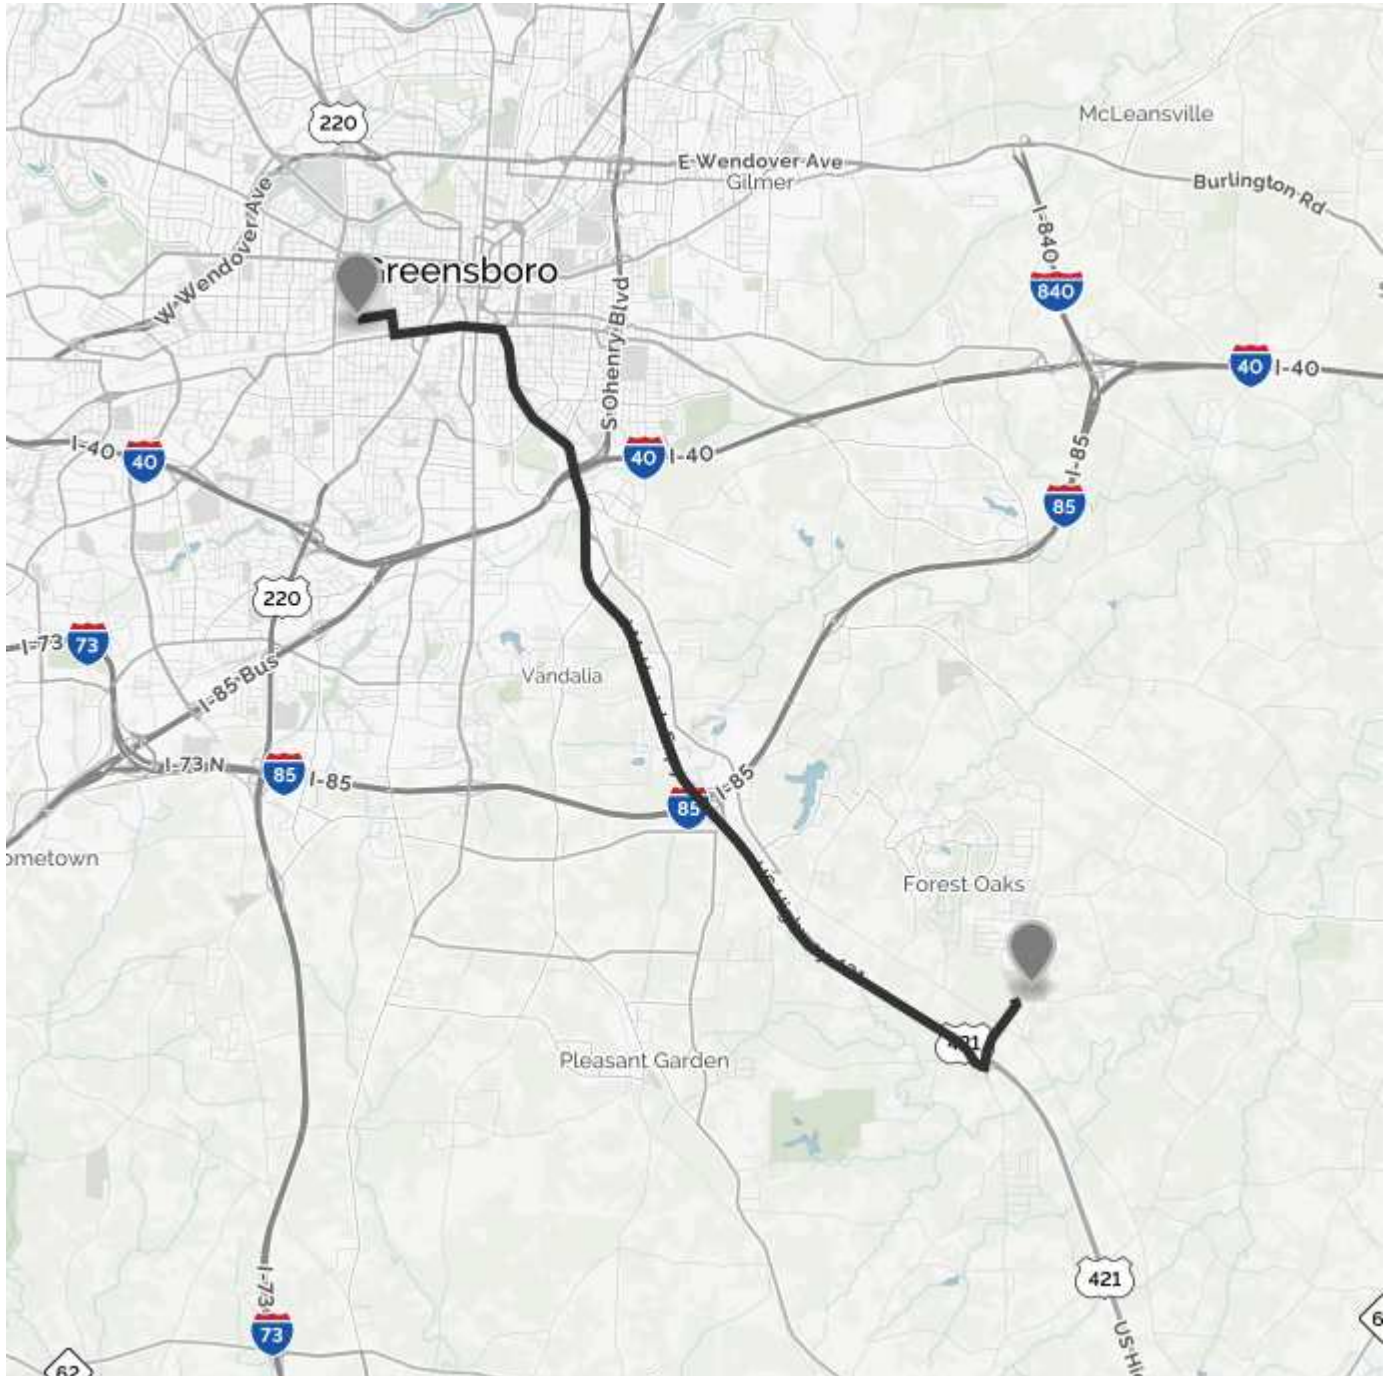 220
McLeansville
E Wendover Ave
Gilmer
Burlington Rd
W Wendover Ave
I-840
840
S Ohenry Blvd
40
I-40
I-40
40
40
I-40
I-85
85
220
I-73
73
Vandalia
I-85 Bus
I-73 N
85
I-85
I-85
85
ometown
Forest Oaks
421
Pleasant Garden
421
I-73
73
62
US Hi